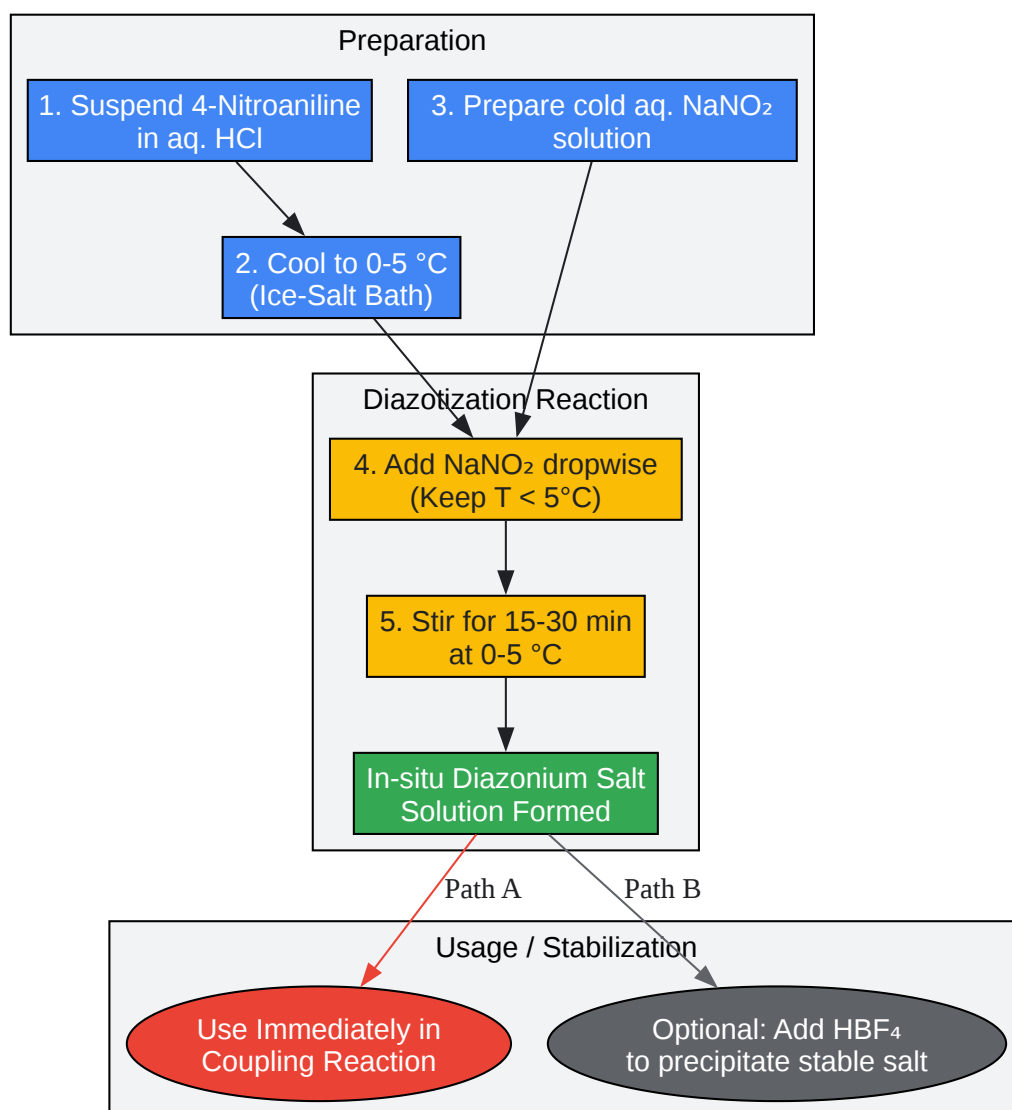 Preparation
1. Suspend 4-Nitroaniline
in aq. HCl
3. Prepare cold aq. NaNO₂
solution
2. Cool to 0-5 °C
(Ice-Salt Bath)
Diazotization Reaction
4. Add NaNO₂ dropwise
(Keep T < 5°C)
5. Stir for 15-30 min
at 0-5 °C
In-situ Diazonium Salt
Solution Formed
Path A
Path B
Usage / Stabilization
Use Immediately in
Coupling Reaction
Optional: Add HBF₄
to precipitate stable salt